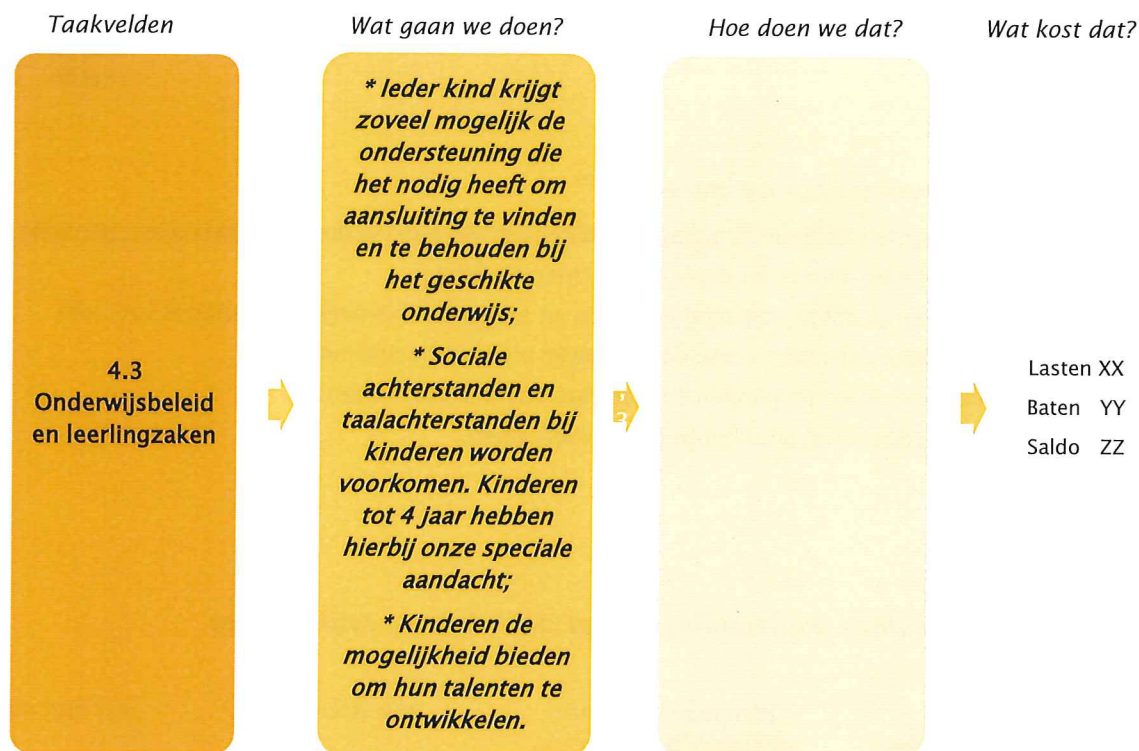 Taakvelden
Wat gaan we doen?
Hoe doen we dat?
Wat kost dat?
4.3
Onderwijsbeleid
en leerlingzaken
* Ieder kind krijgt
zoveel mogelijk de
ondersteuning die
het nodig heeft om
aansluiting te vinden
en te behouden bij
het geschikte
onderwijs;
* Sociale
achterstanden en
taalachterstanden bij
kinderen worden
voorkomen. Kinderen
tot 4 jaar hebben
hierbij onze speciale
aandacht;
* Kinderen de
mogelijkheid bieden
om hun talenten te
ontwikkelen.
Lasten XX
Baten YY
Saldo ZZ